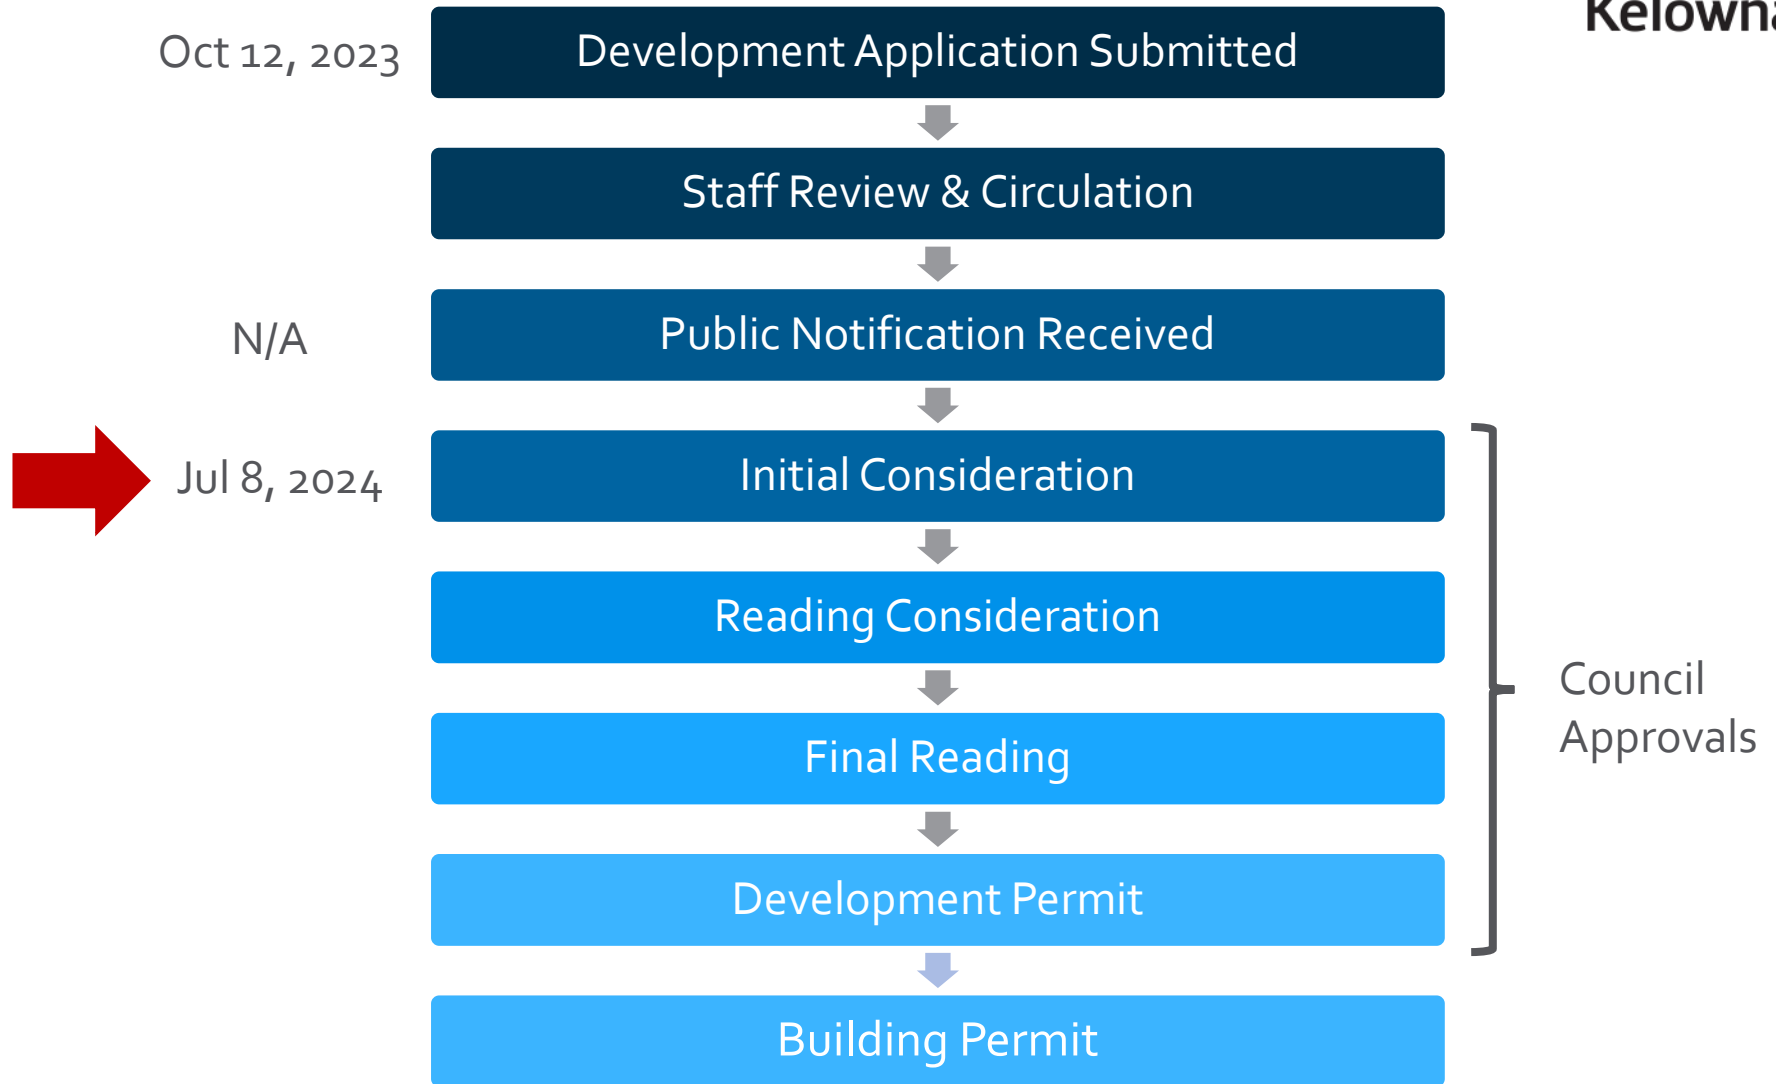 Kelowna
Oct 12, 2023
Development Application Submitted
Staff Review & Circulation
N/A
Public Notification Received
Jul 8, 2024
Initial Consideration
Reading Consideration
Final Reading
Council
Approvals
Development Permit
Building Permit